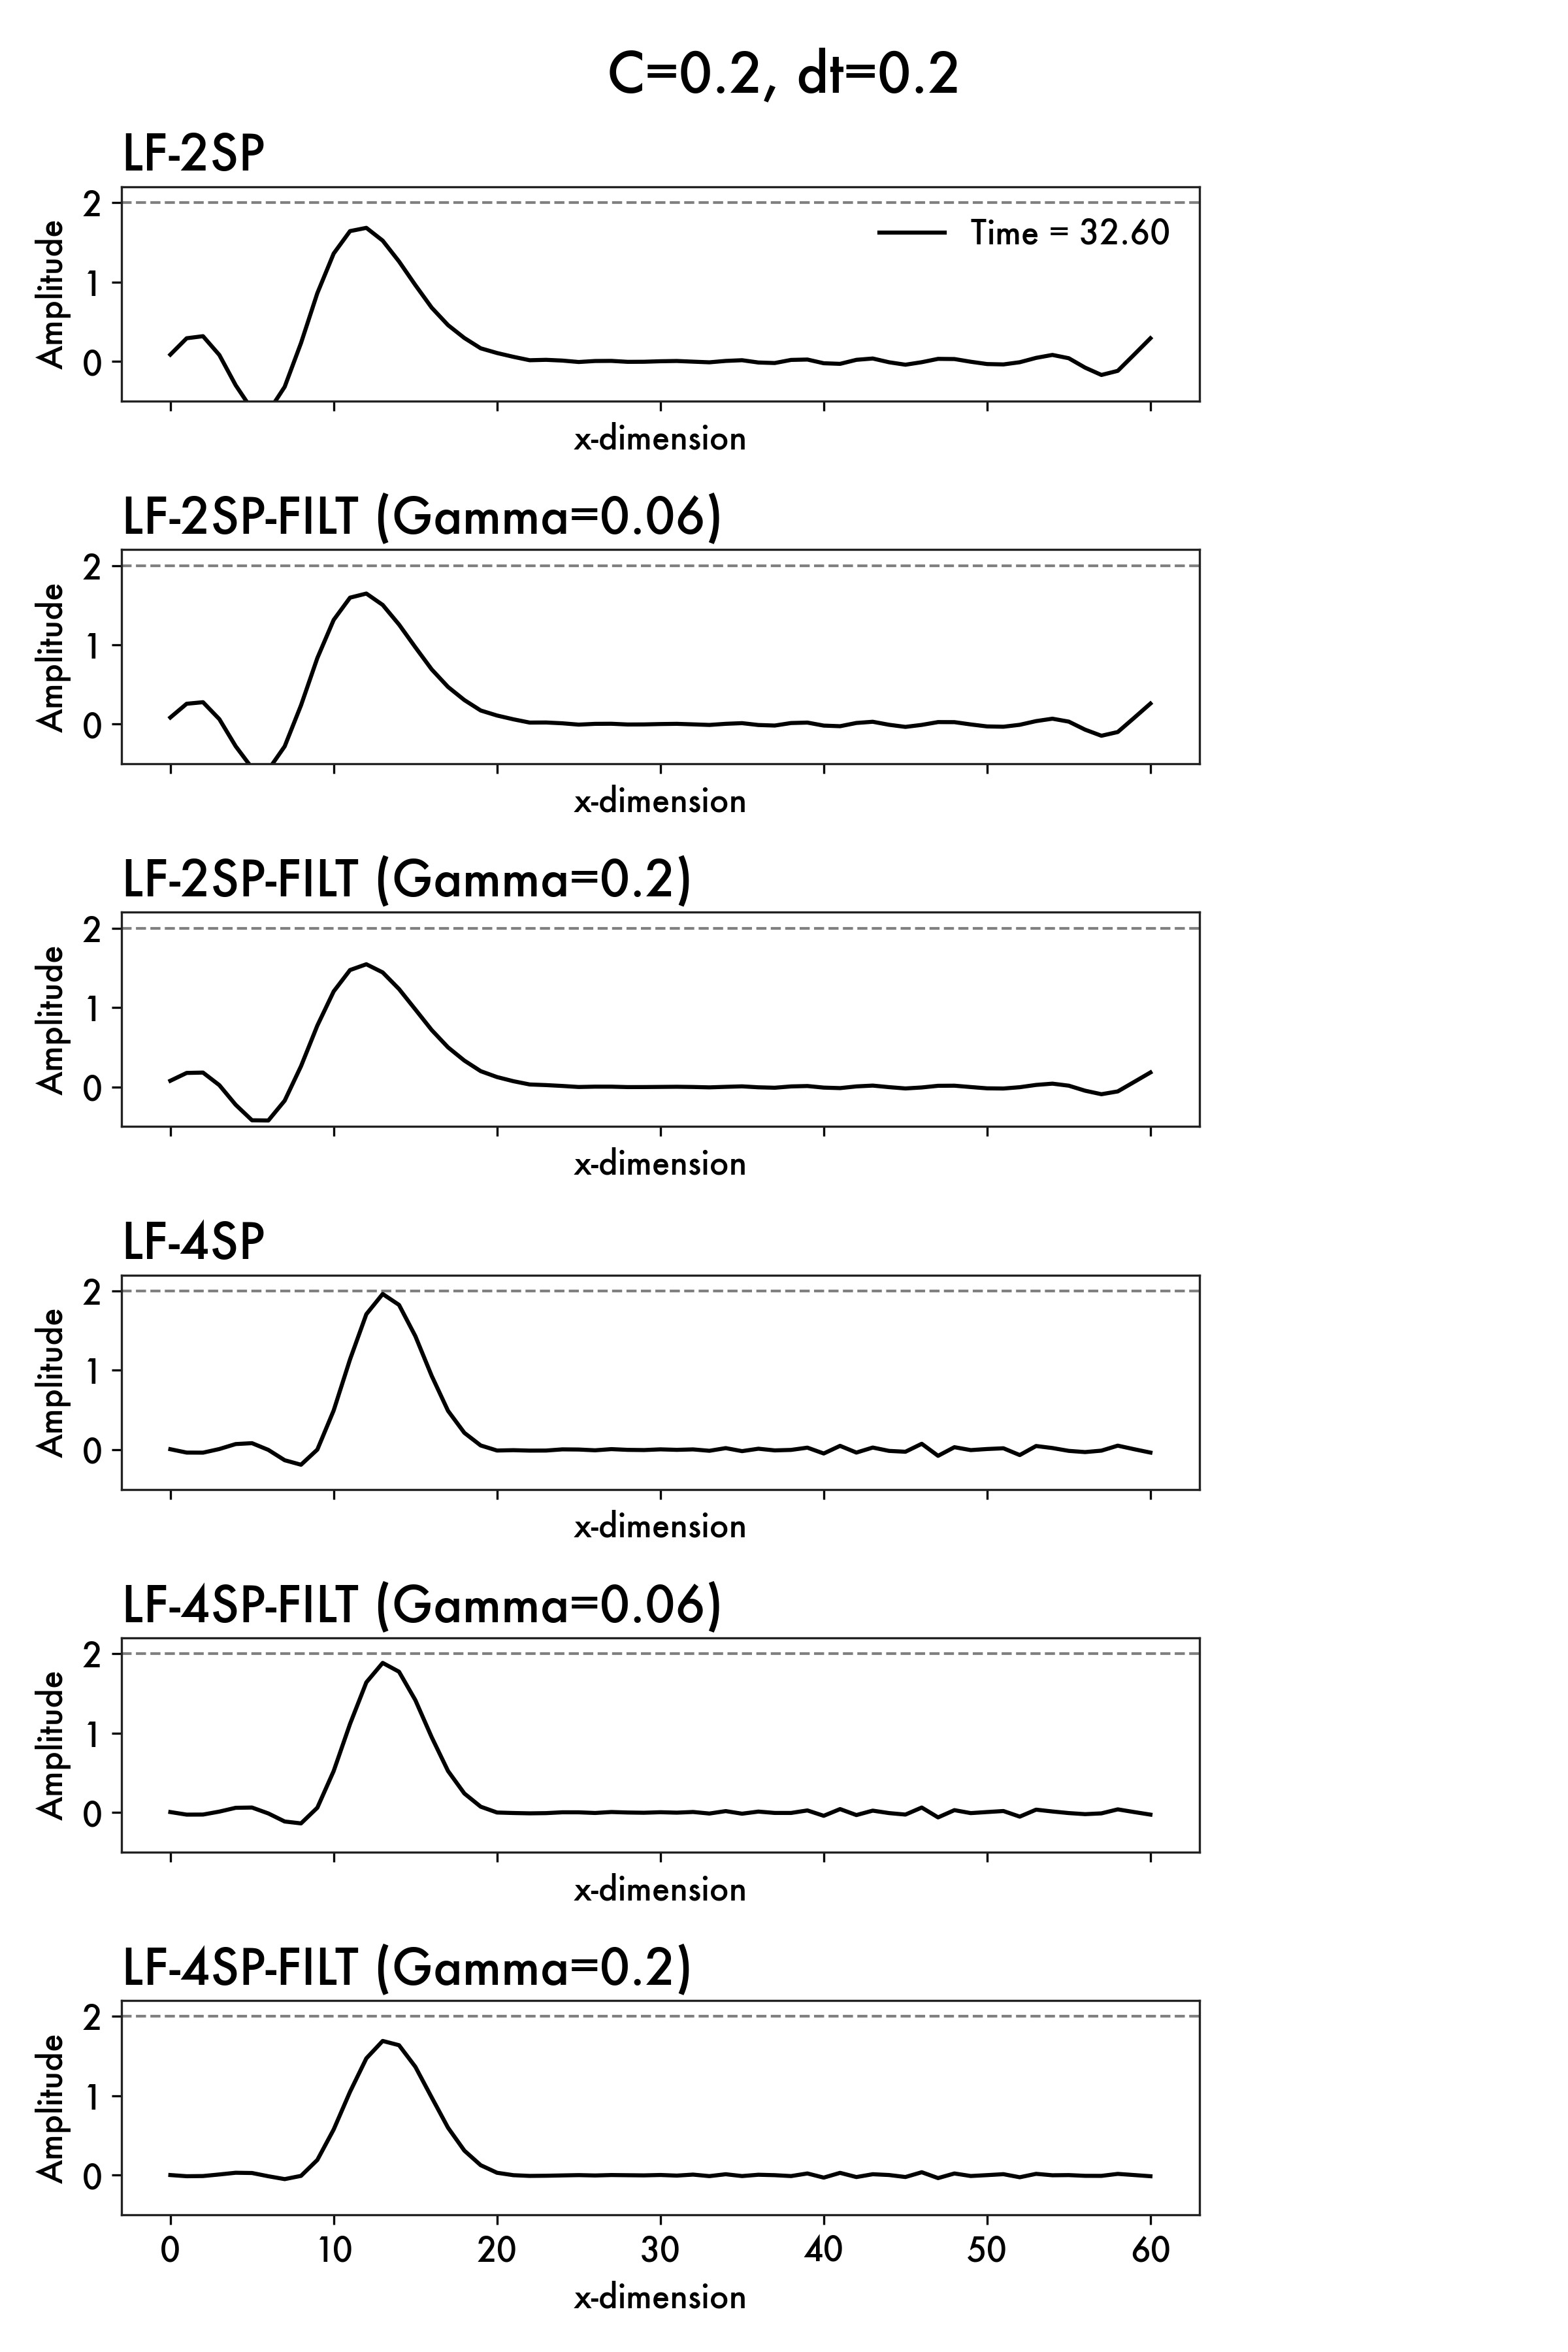 C=0.2, dt=0.2
LF-2SP
2
1
0
Amplitude
Time = 32.60
x-dimension
LF-2SP-FILT (Gamma=0.06)
2
1
0
Amplitude
x-dimension
LF-2SP-FILT (Gamma=0.2)
2
1
0
Amplitude
x-dimension
LF-4SP
2
1
0
Amplitude
x-dimension
LF-4SP-FILT (Gamma=0.06)
2
1
0
Amplitude
x-dimension
LF-4SP-FILT (Gamma=0.2)
2
1
0
Amplitude
0 10 20 30 40 50 60
x-dimension